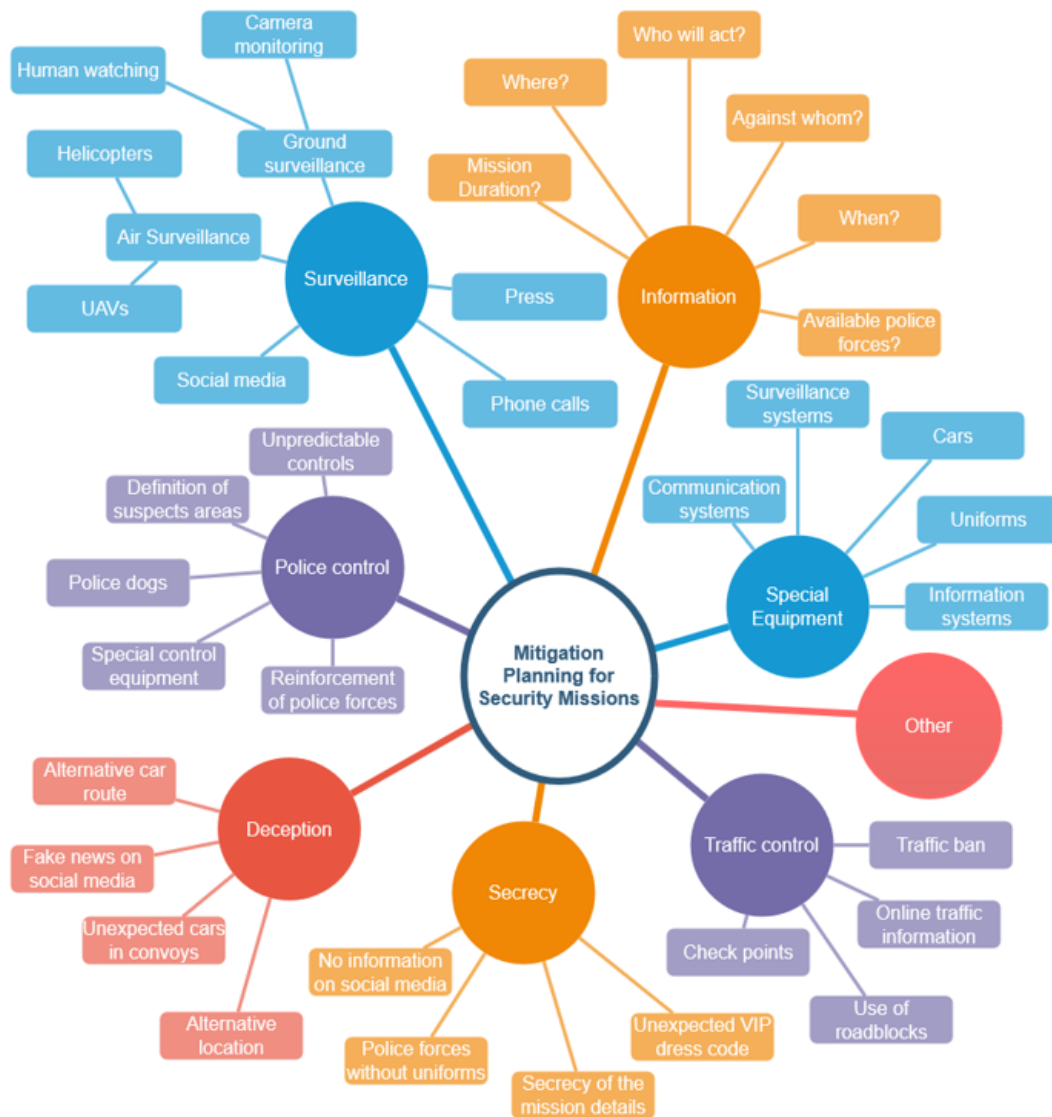 Camera
monitoring
Human watching
Helicopters
Ground
surveillance
Air Surveillance
UAVs
Surveillance
Press
Social media
Phone calls
Who will act?
Where?
Against whom?
Mission
Duration?
When?
Information
Available police
forces?
Surveillance
systems
Cars
Communication
systems
Uniforms
Special
Equipment
Information
systems
Unpredictable
controls
Definition of
suspects areas
Police control
Police dogs
Special control
equipment
Reinforcement
of police forces
Mitigation
Planning for
Security Missions
Other
Alternative car
route
Deception
Fake news on
social media
Unexpected cars
in convoys
Alternative
location
Secrecy
No information
on social media
Police forces
without uniforms
Secrecy of the
mission details
Unexpected VIP
dress code
Traffic control
Traffic ban
Online traffic
information
Check points
Use of
roadblocks